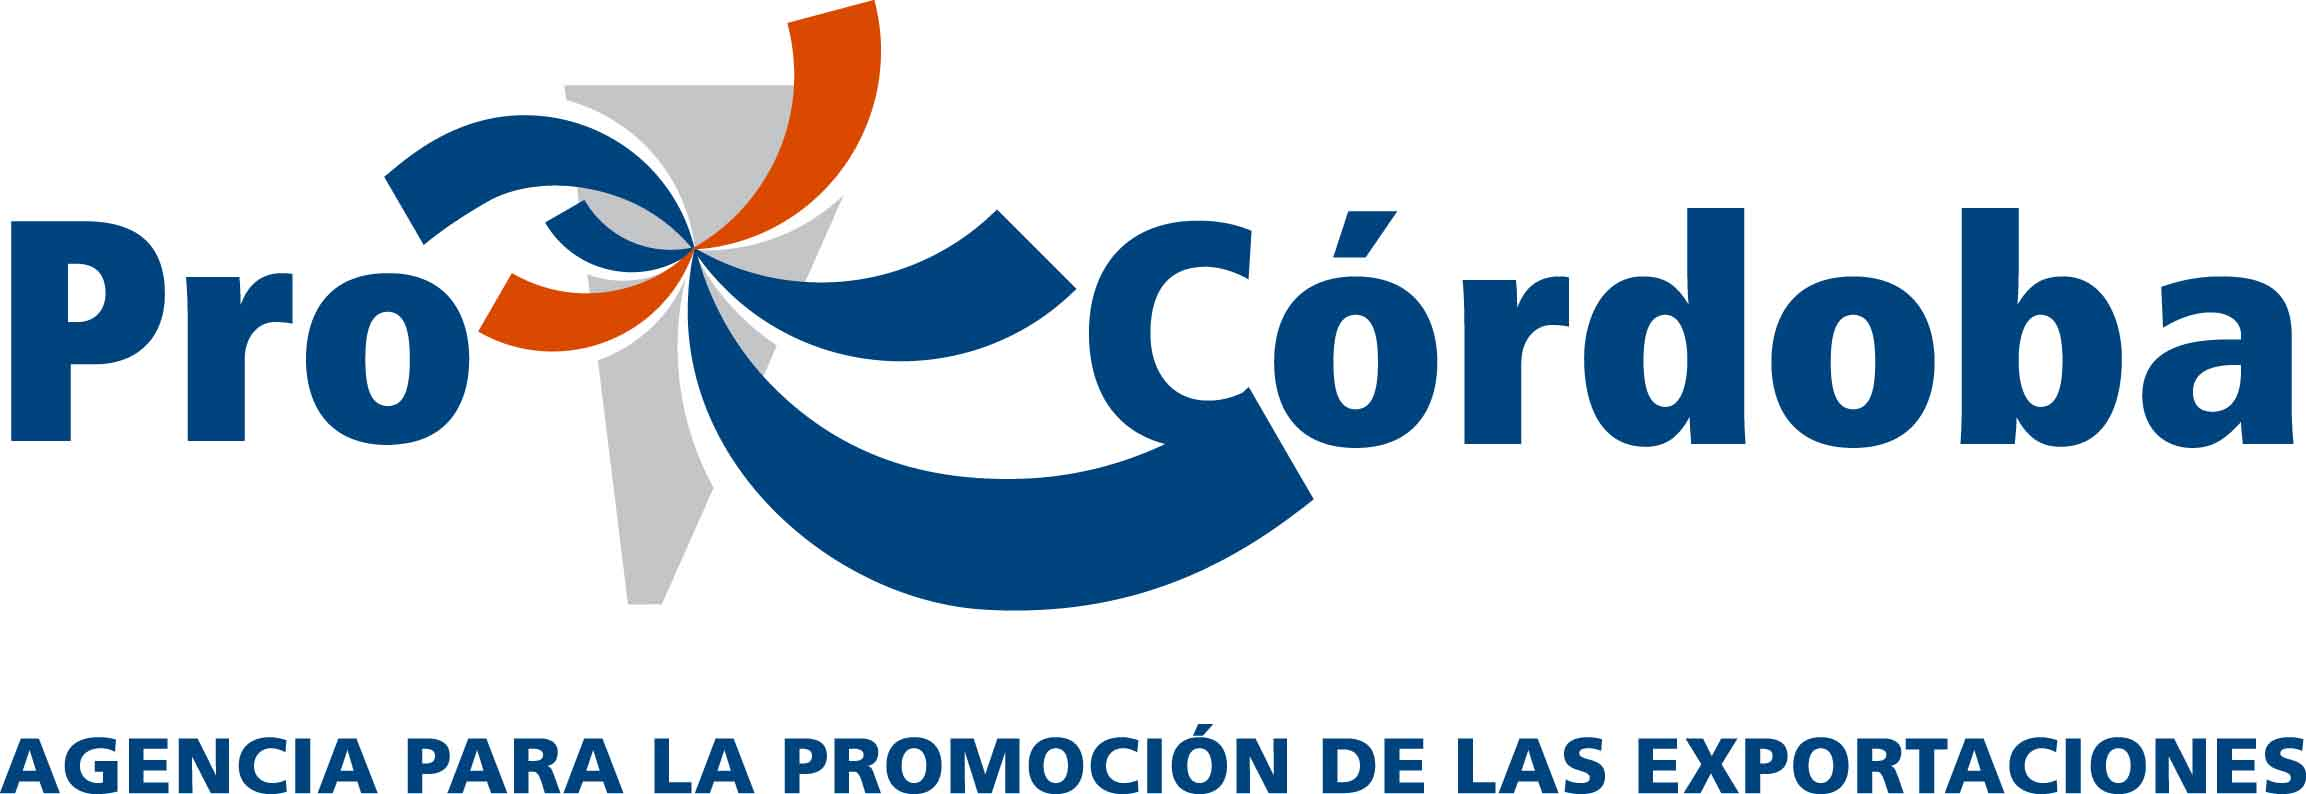 Pro Córdoba
AGENCIA PARA LA PROMOCIÓN DE LAS EXPORTACIONES